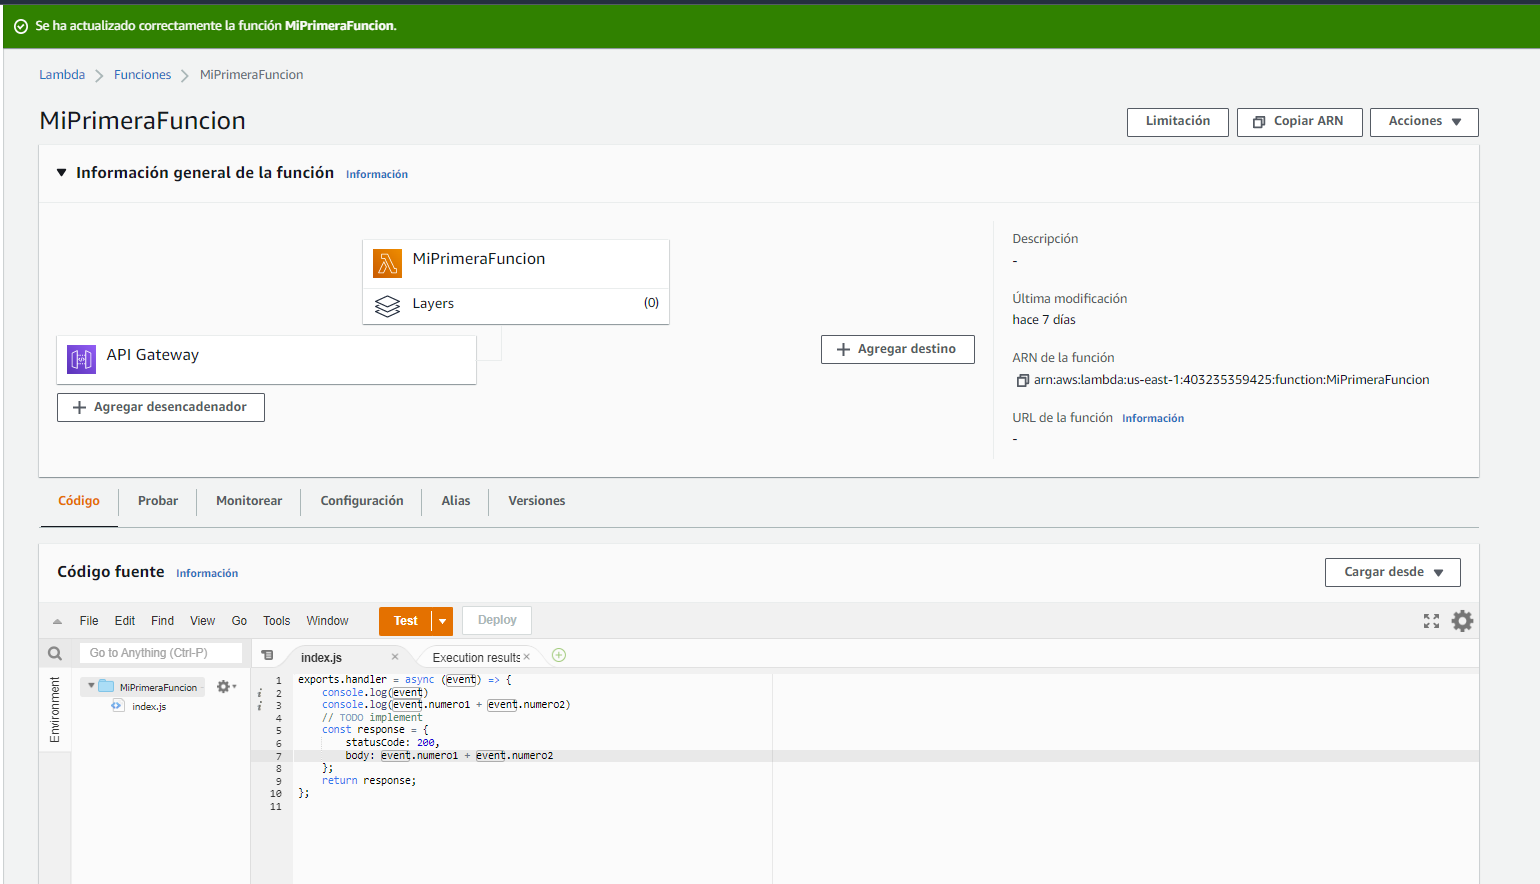 Se ha actualizado correctamente la función MiPrimeraFuncion.
Lambda > Funciones > MiPrimeraFuncion
MiPrimeraFuncion
Limitación
Copiar ARN
Acciones
Información general de la función Información
MiPrimeraFuncion
Layers (0)
API Gateway
+ Agregar desencadenador
+ Agregar destino
Descripción
-
Última modificación
hace 7 días
ARN de la función
arn:aws:lambda:us-east-1:403235359425:function:MiPrimeraFuncion
URL de la función Información
-
Código
Probar
Monitorear
Configuración
Alias
Versiones
Código fuente Información
Cargar desde
File Edit Find View Go Tools Window Test Deploy
Go to Anything (Ctrl-P)
index.js
Execution results
Environment
MiPrimeraFuncion
index.js
1 exports.handler = async (event) => {
2 console.log(event)
3 console.log(event.numero1 + event.numero2)
4 // TODO implement
5 const response = {
6 statusCode: 200,
7 body: event.numero1 + event.numero2
8 };
9 return response;
10 };
11